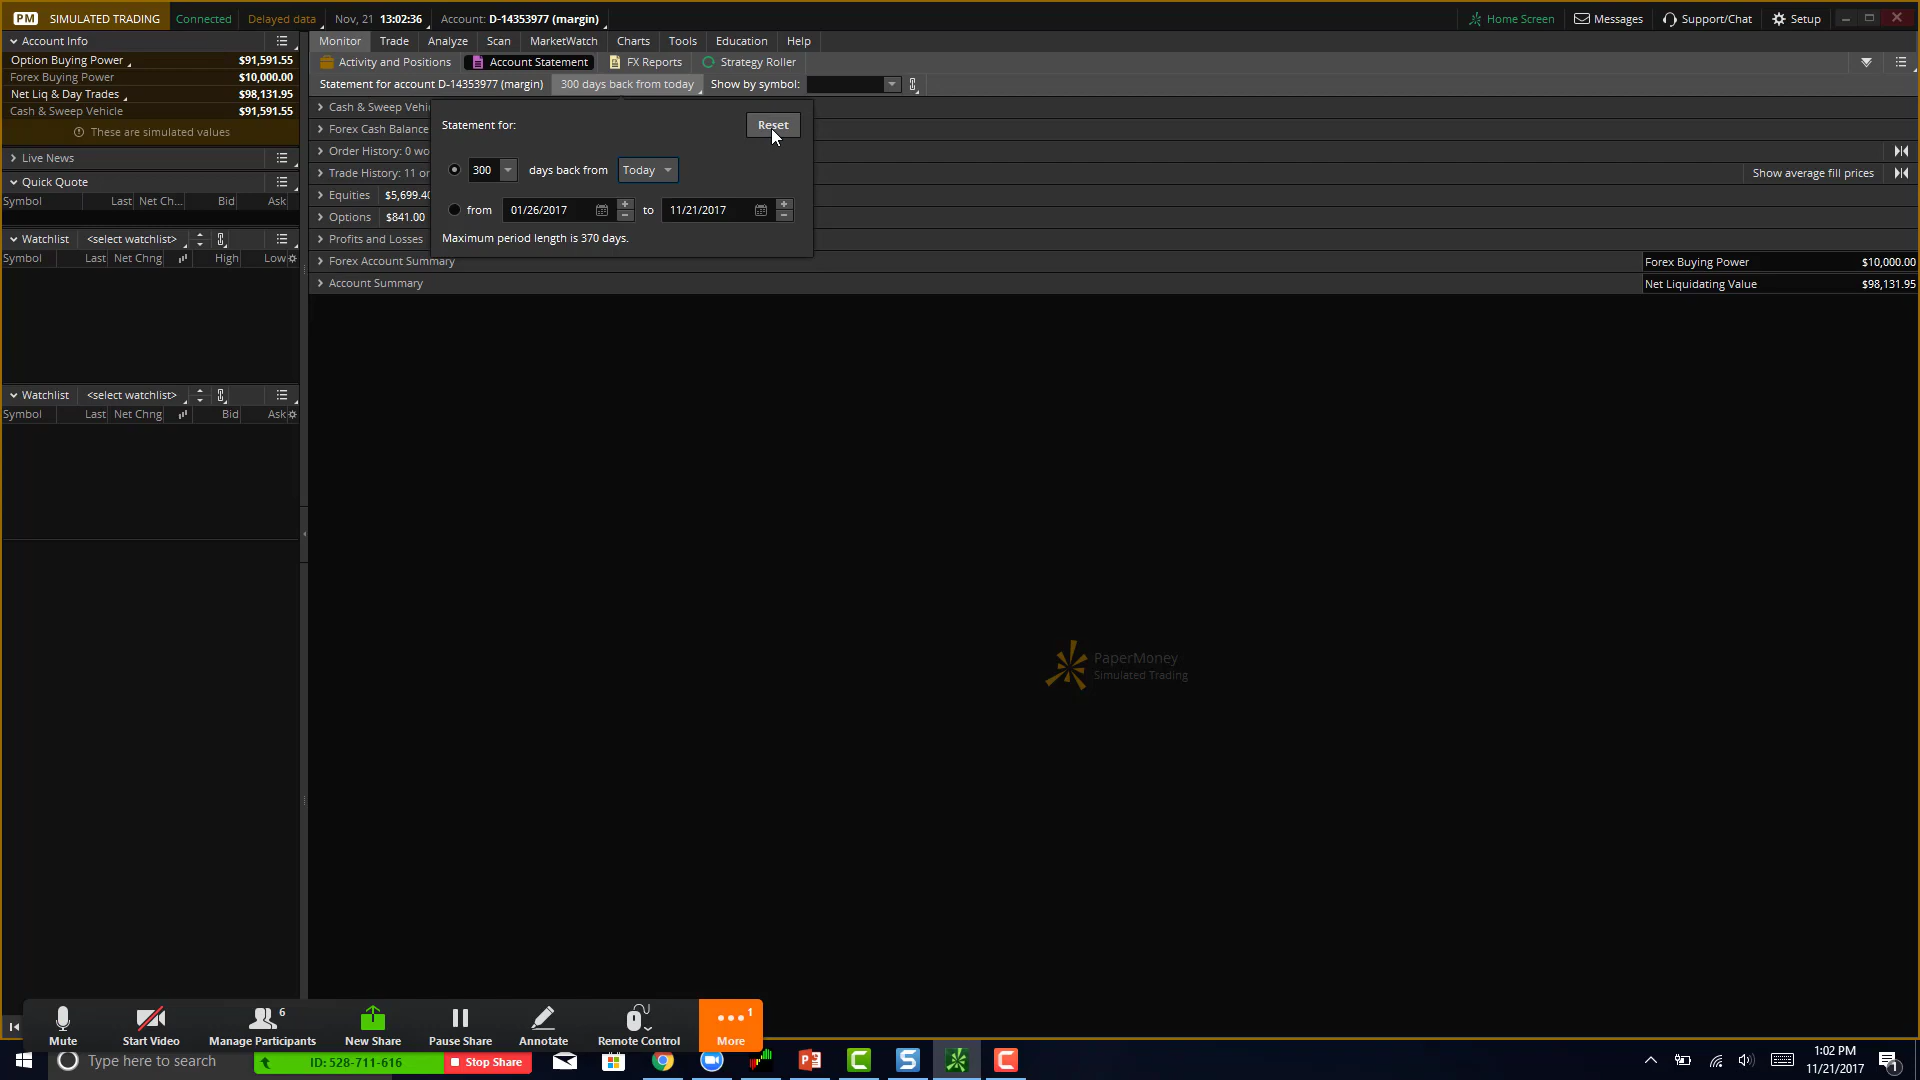 PM SIMULATED TRADING Connected Delayed data Nov, 21 13:02:36 Account: D-14353977 (margin) Home Screen Messages Support/Chat Setup
Account Info
Option Buying Power $91,591.55
Forex Buying Power $10,000.00
Net Liq & Day Trades $98,131.95
Cash & Sweep Vehicle $91,591.55
These are simulated values
Live News
Quick Quote
Symbol Last Net Ch... Bid Ask
Watchlist <select watchlist>
Symbol Last Net Chng High Low
Watchlist <select watchlist>
Symbol Last Net Chng Bid Ask
Monitor Trade Analyze Scan MarketWatch Charts Tools Education Help
Activity and Positions Account Statement FX Reports Strategy Roller
Statement for account D-14353977 (margin) 300 days back from today Show by symbol:
Cash & Sweep Vehi
Forex Cash Balance
Order History: 0 wo
Trade History: 11 or Show average fill prices
Equities $5,699.40
Options $841.00
Profits and Losses
Forex Account Summary Forex Buying Power $10,000.00
Account Summary Net Liquidating Value $98,131.95
Statement for: Reset
300 days back from Today
from 01/26/2017 to 11/21/2017
Maximum period length is 370 days.
PaperMoney
Simulated Trading
6 1
Mute Start Video Manage Participants New Share Pause Share Annotate Remote Control More
Type here to search ID: 528-711-616 Stop Share
1:02 PM
11/21/2017
1